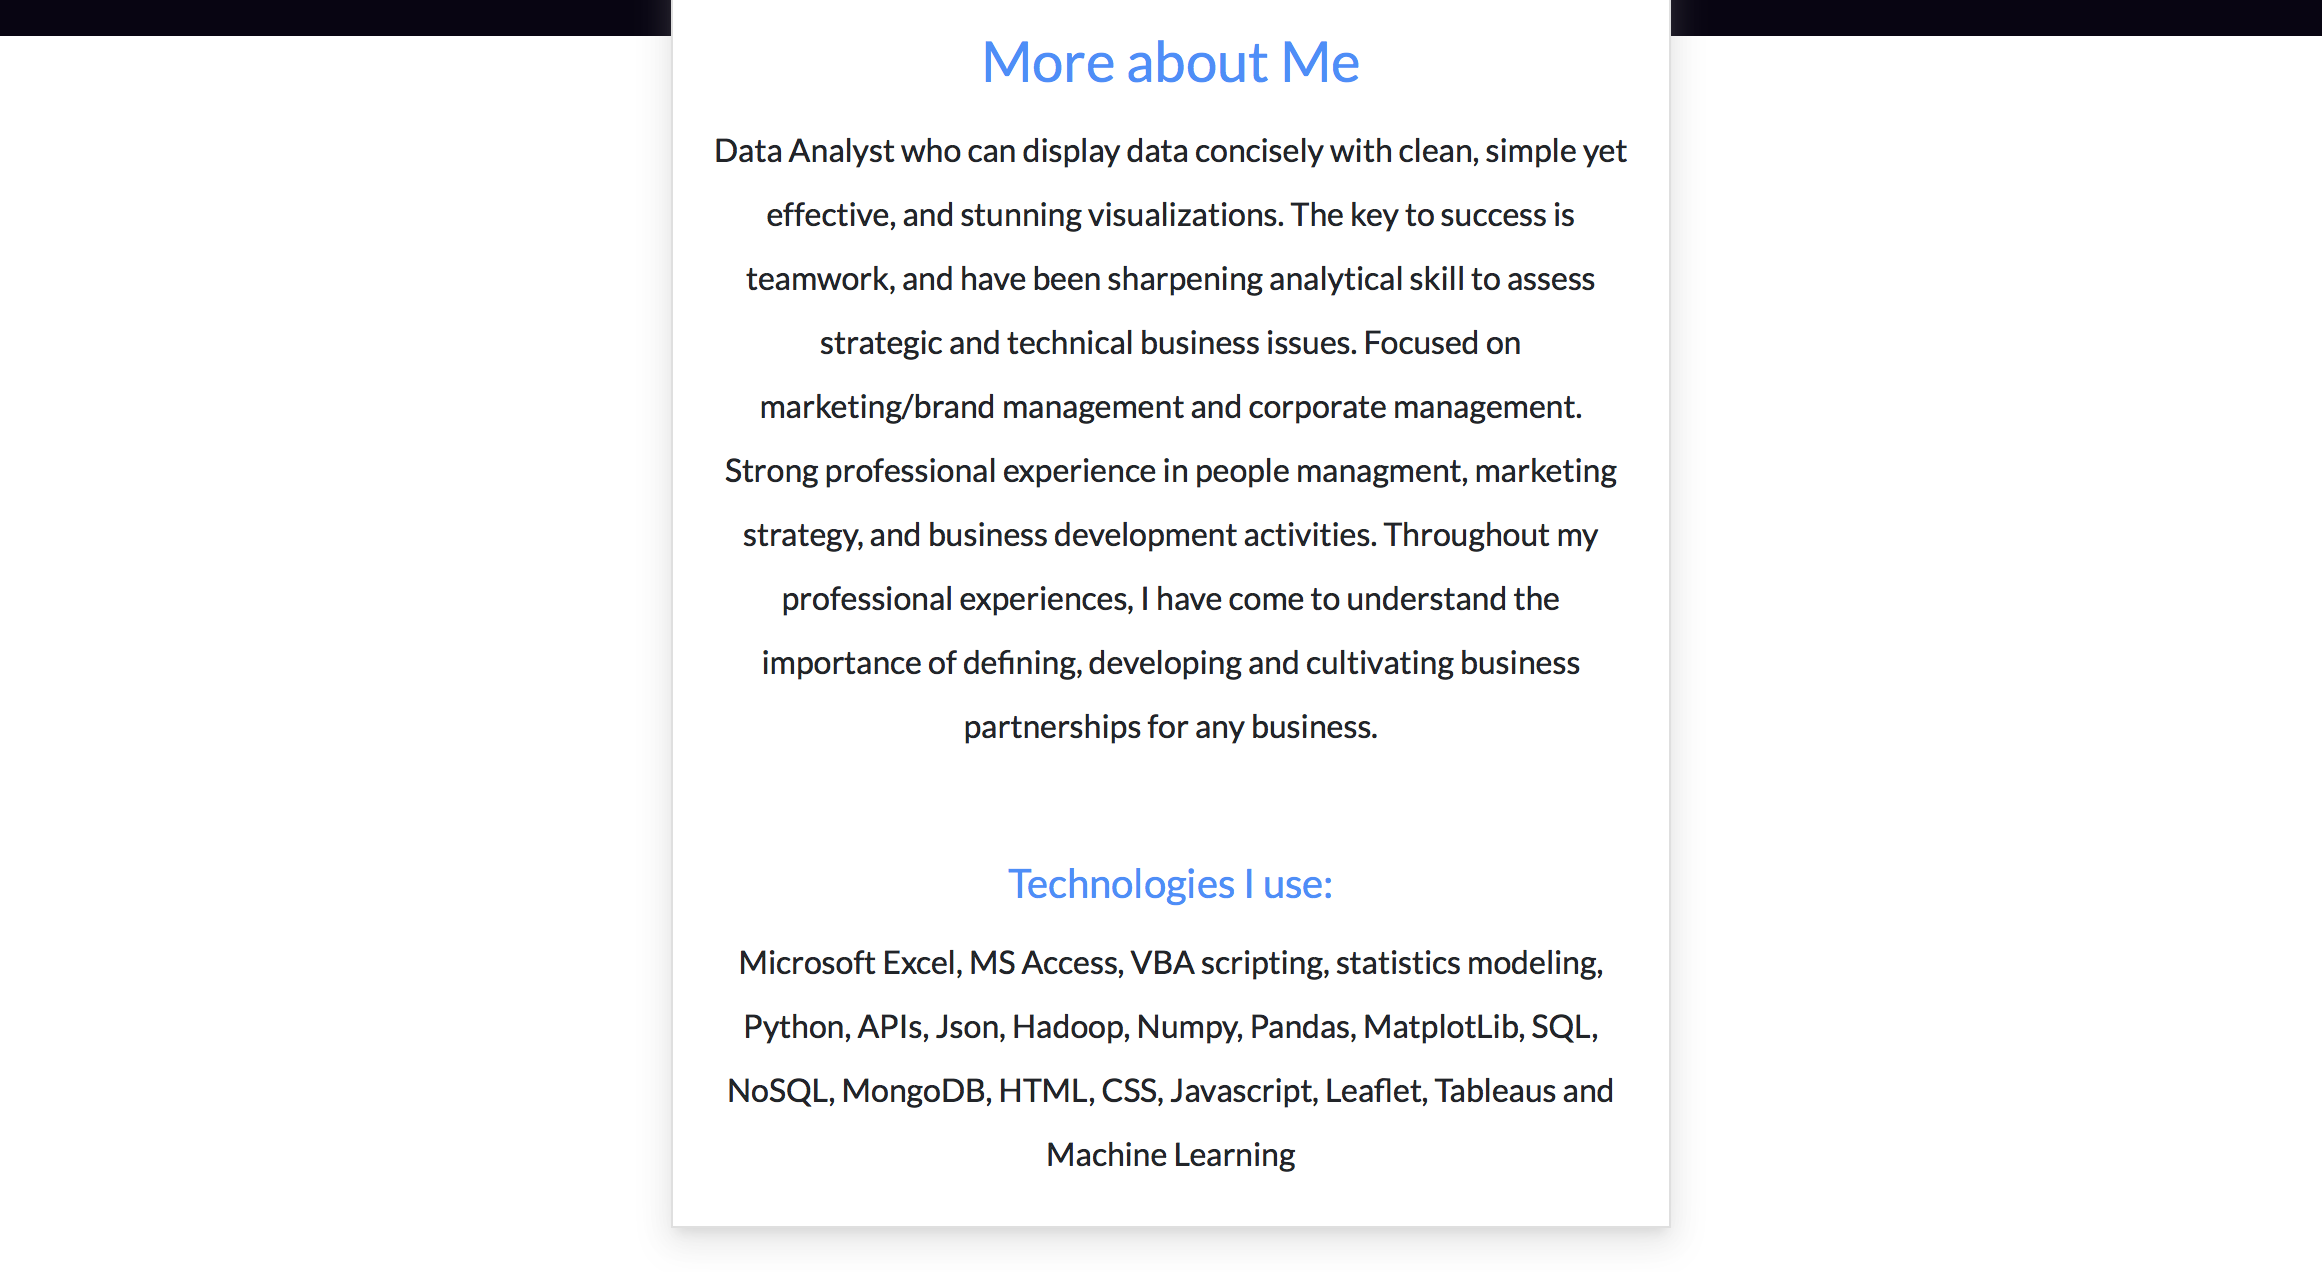 More about Me
Data Analyst who can display data concisely with clean, simple yet
effective, and stunning visualizations. The key to success is
teamwork, and have been sharpening analytical skill to assess
strategic and technical business issues. Focused on
marketing/brand management and corporate management.
Strong professional experience in people managment, marketing
strategy, and business development activities. Throughout my
professional experiences, I have come to understand the
importance of defining, developing and cultivating business
partnerships for any business.
Technologies I use:
Microsoft Excel, MS Access, VBA scripting, statistics modeling,
Python, APIs, Json, Hadoop, Numpy, Pandas, MatplotLib, SQL,
NoSQL, MongoDB, HTML, CSS, Javascript, Leaflet, Tableaus and
Machine Learning